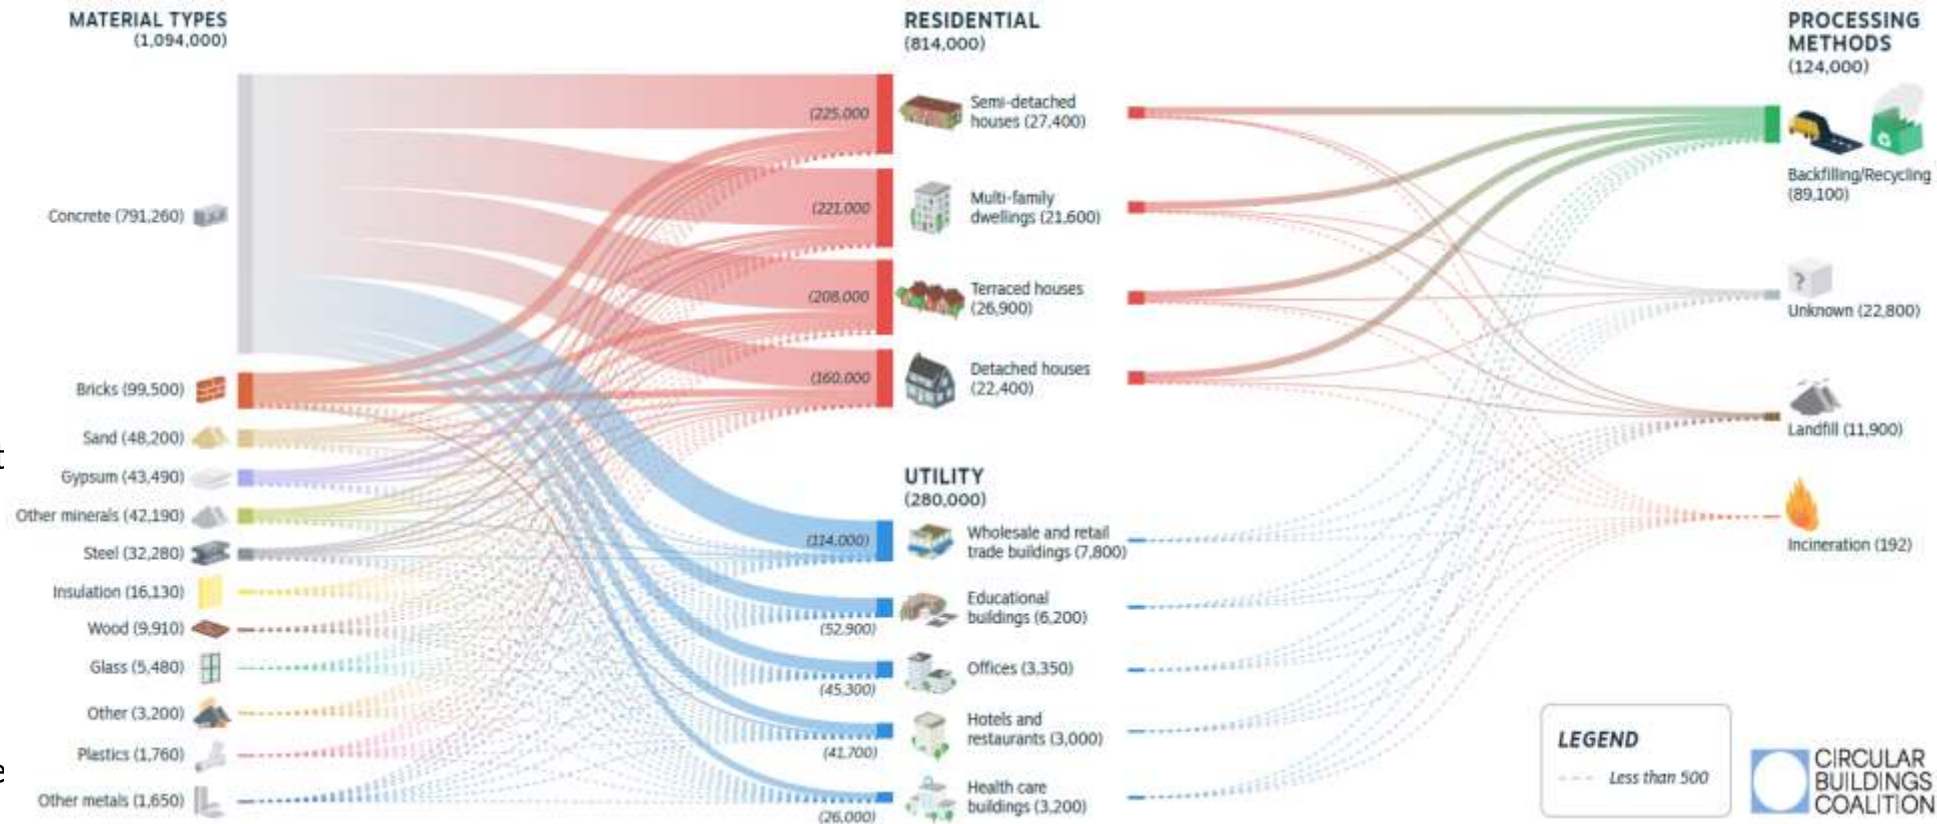 MATERIAL TYPES
(1,094,000)
Concrete (791,260)
Bricks (99,500)
Sand (48,200)
Gypsum (43,490)
Other minerals (42,190)
Steel (32,280)
Insulation (16,130)
Wood (9,910)
Glass (5,480)
Other (3,200)
Plastics (1,760)
Other metals (1,650)
RESIDENTIAL
(814,000)
(225,000
Semi-detached
houses (27,400)
(221,000
Multi-family
dwellings (21,600)
(208,000
Terraced houses
(26,900)
(160,000
Detached houses
(22,400)
UTILITY
(280,000)
(114,000)
Wholesale and retail
trade buildings (7,800)
Educational
buildings (6,200)
(52,900)
Offices (3,350)
(45,300)
Hotels and
restaurants (3,000)
(41,700)
Health care
buildings (3,200)
(26,000)
PROCESSING
METHODS
(124,000)
Backfilling/Recycling
(89,100)
?
Unknown (22,800)
Landfill (11,900)
Incineration (192)
LEGEND
Less than 500
CIRCULAR
BUILDINGS
COALITION